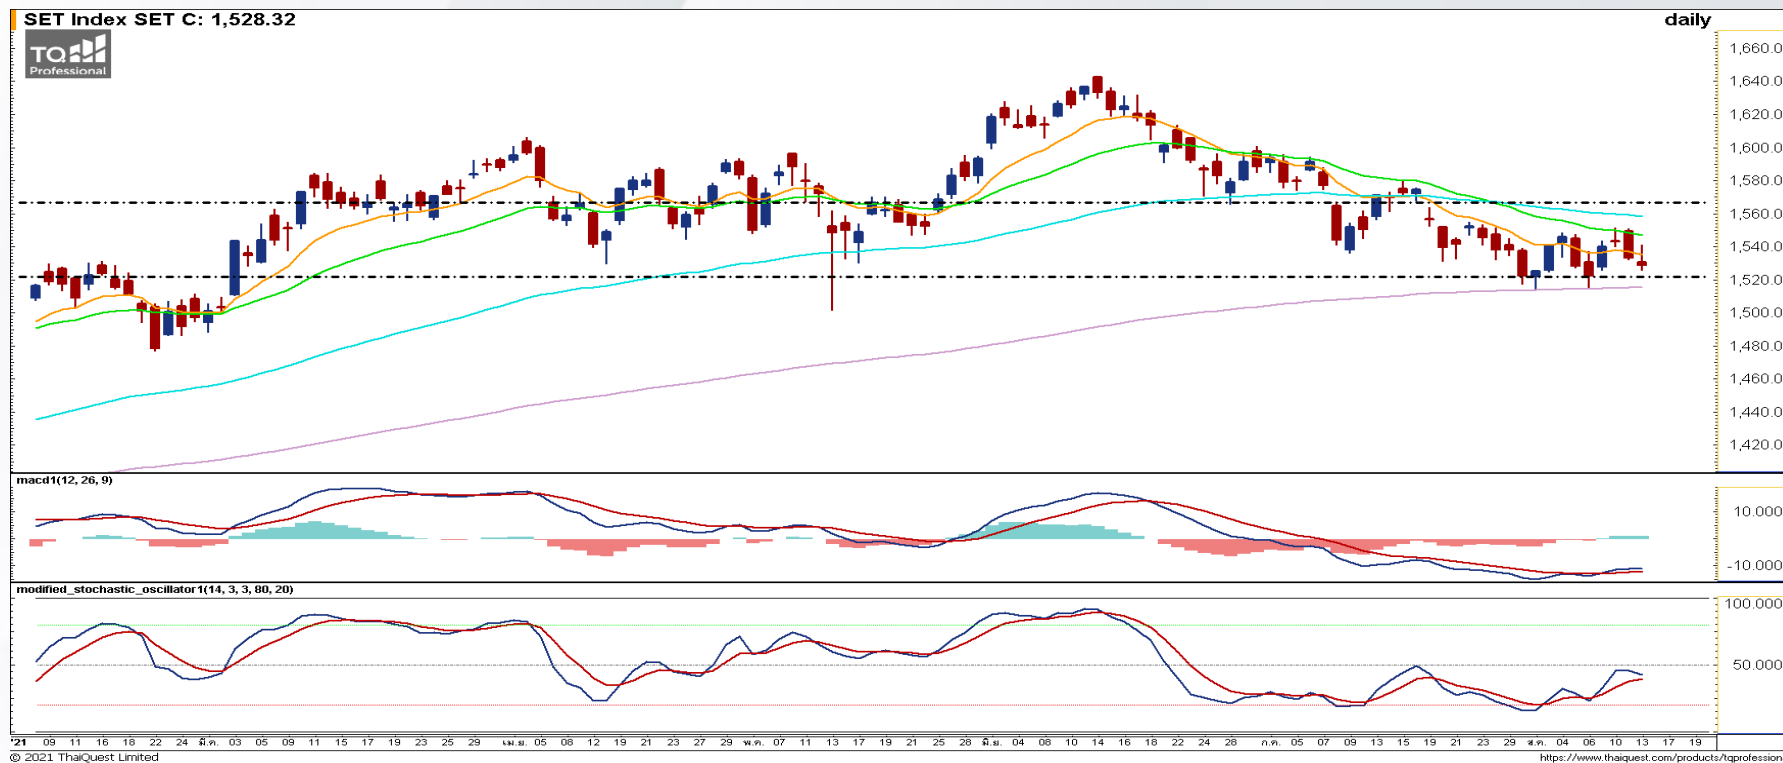 SET Index SET C: 1,528.32
daily
TQ
Professional
1,660.0
1,640.0
1,620.0
1,600.0
1,580.0
1,560.0
1,540.0
1,520.0
1,500.0
1,480.0
1,460.0
1,440.0
1,420.0
macd1(12, 26, 9)
10.000
-10.000
modified_stochastic_oscillator1(14, 3, 3, 80, 20)
100.000
50.000
'21 09 11 16 18 22 24 มี.ค. 03 05 09 11 15 17 19 23 25 29 เม.ย. 05 08 12 19 21 23 27 29 พ.ค. 07 11 13 17 19 21 25 28 มิ.ย. 04 08 10 14 16 18 22 24 28 ก.ค. 05 07 09 13 15 19 21 23 29 ส.ค. 04 06 10 13 17 19
© 2021 ThaiQuest Limited
https://www.thaiquest.com/products/tqprofession